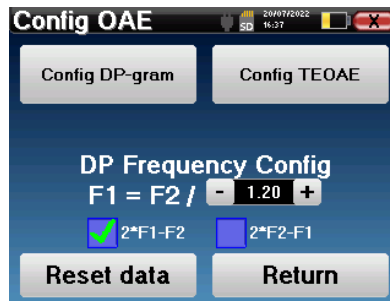 Config OAE
SD
20/07/2022
16:37
X
Config DP-gram
Config TEOAE
DP Frequency Config
F1 = F2 / - 1.20 +
2*F1-F2
2*F2-F1
Reset data
Return